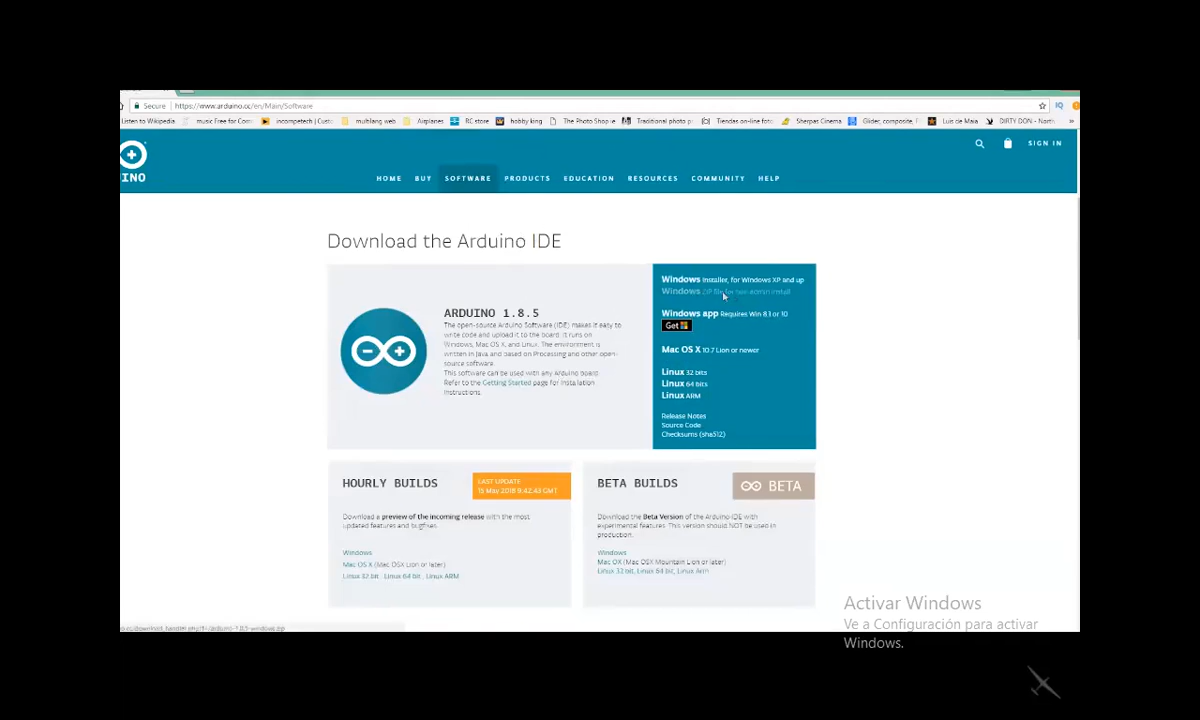 Secure https://www.arduino.cc/en/Main/Software
Listen to Wikipedia music Free for Com incompetech | Cust multilang web Airplanes RC store hobby king The Photo Shop Traditional photo p Tiendas on-line foto Sherpas Cinema Glider, composite, f Luis de Maia DIRTY DON - North »
INO
SIGN IN
HOME BUY SOFTWARE PRODUCTS EDUCATION RESOURCES COMMUNITY HELP
Download the Arduino IDE
ARDUINO 1.8.5
The open-source Arduino Software (IDE) makes it easy to
write code and upload it to the board. It runs on
Windows, Mac OS X, and Linux. The environment is
written in Java and based on Processing and other open-
source software.
This software can be used with any Arduino board.
Refer to the Getting Started page for Installation
instructions.
Windows Installer, for Windows XP and up
Windows ZIP file for non admin install
Windows app Requires Win 8.1 or 10
Get
Mac OS X 10.7 Lion or newer
Linux 32 bits
Linux 64 bits
Linux ARM
Release Notes
Source Code
Checksums (sha512)
HOURLY BUILDS
LAST UPDATE
15 May 2018 9:42:43 GMT
Download a preview of the incoming release with the most
updated features and bugfixes.
Windows
Mac OS X (Mac OSX Lion or later)
Linux 32 bit , Linux 64 bit , Linux ARM
BETA BUILDS
BETA
Download the Beta Version of the Arduino IDE with
experimental features. This version should NOT be used in
production.
Windows
Mac OX (Mac OSX Mountain Lion or later)
Linux 32 bit, Linux 64 bit, Linux Arm
Activar Windows
Ve a Configuración para activar
Windows.